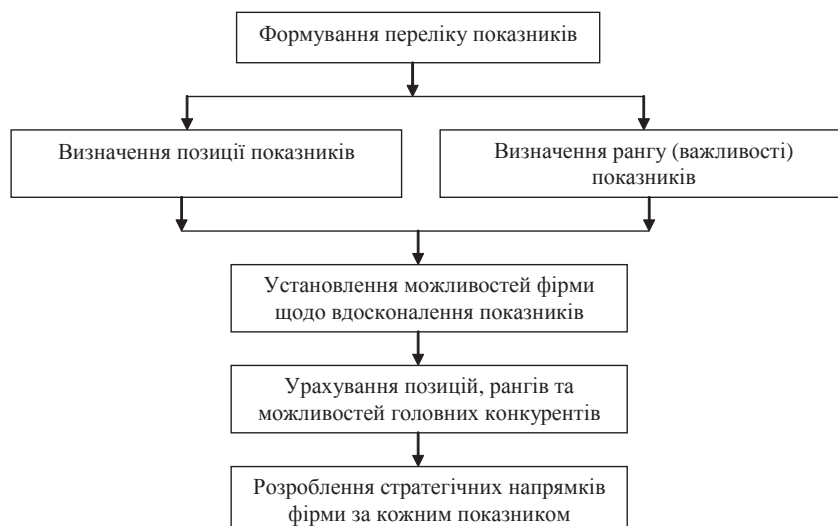 Формування переліку показників
Визначення позиції показників
Визначення рангу (важливості)
показників
Установлення можливостей фірми
щодо вдосконалення показників
Урахування позицій, рангів та
можливостей головних конкурентів
Розроблення стратегічних напрямків
фірми за кожним показником